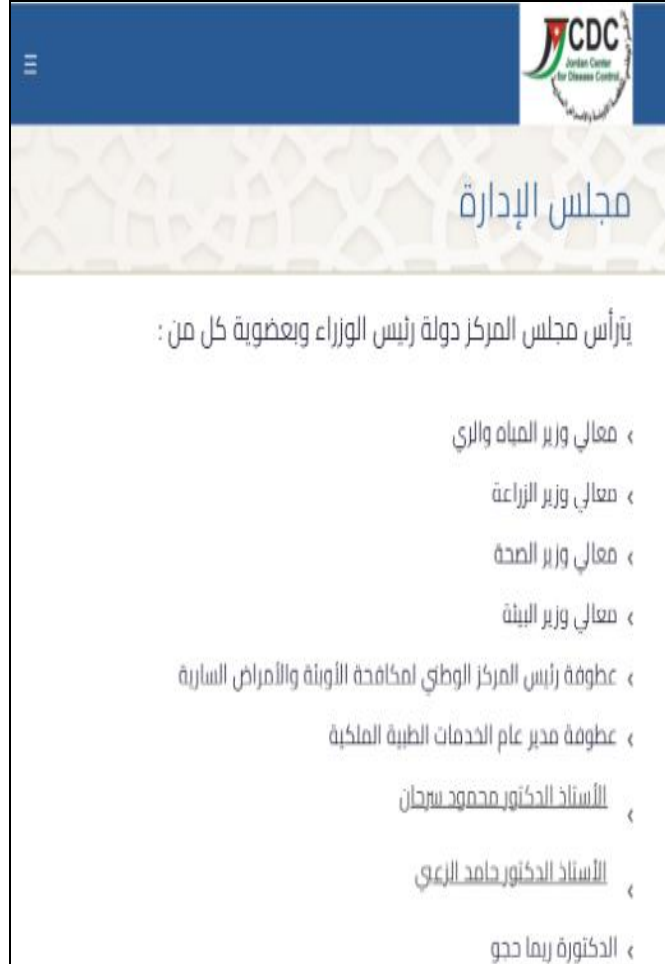 JCDC
Jordan Center
for Disease Control
مجلس الإدارة
يترأس مجلس المركز دولة رئيس الوزراء وبعضوية كل من :
› معالي وزير المياه والري
› معالي وزير الزراعة
› معالي وزير الصحة
› معالي وزير البيئة
› عطوفة رئيس المركز الوطني لمكافحة الأوبئة والأمراض السارية
› عطوفة مدير عام الخدمات الطبية الملكية
› الأستاذ الدكتور محمود سرحان
› الأستاذ الدكتور حامد الزعبي
› الدكتورة ريما حجو